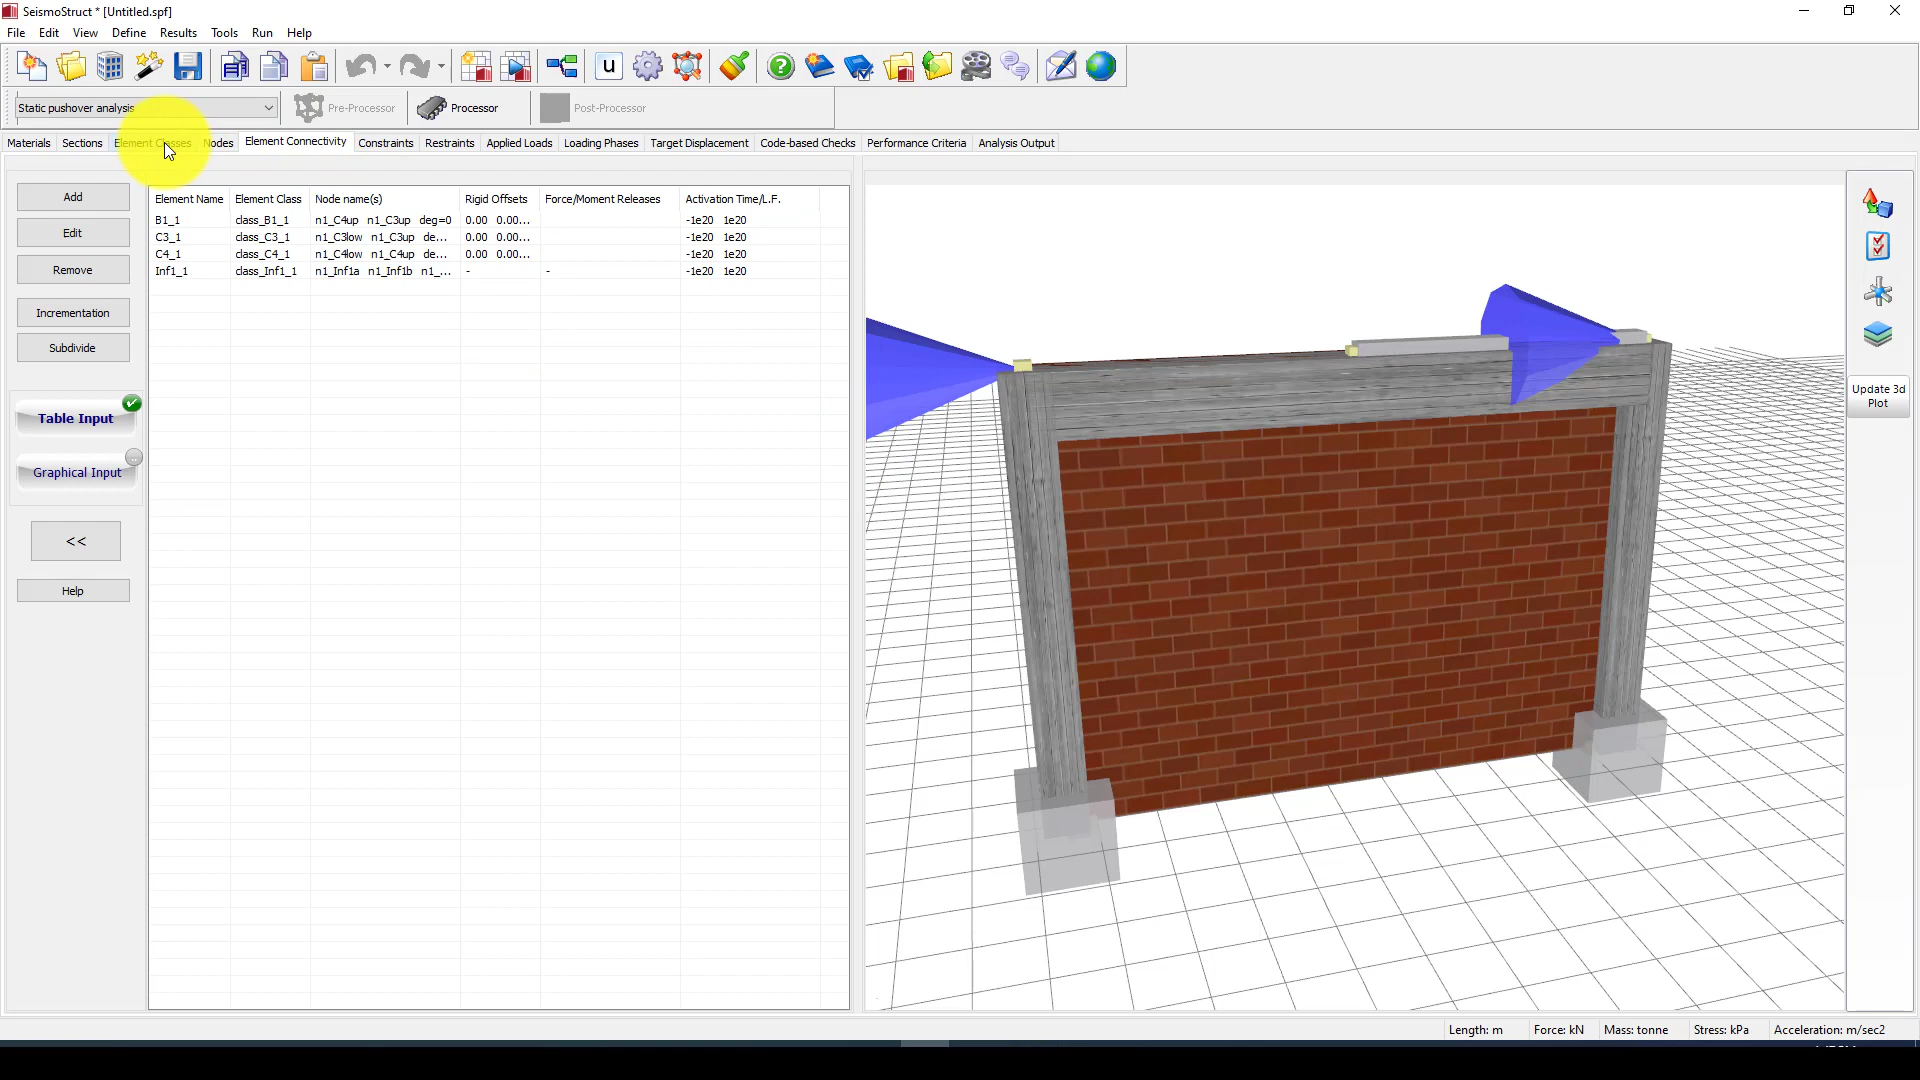 SeismoStruct * [Untitled.spf]
File Edit View Define Results Tools Run Help
u
Static pushover analysis Pre-Processor Processor Post-Processor
Materials Sections Element Classes Nodes Element Connectivity Constraints Restraints Applied Loads Loading Phases Target Displacement Code-based Checks Performance Criteria Analysis Output
Add
Edit
Remove
Incrementation
Subdivide
Table Input
Graphical Input
<<
Help
Element Name Element Class Node name(s) Rigid Offsets Force/Moment Releases Activation Time/L.F.
B1_1 class_B1_1 n1_C4up n1_C3up deg=0 0.00 0.00... -1e20 1e20
C3_1 class_C3_1 n1_C3low n1_C3up de... 0.00 0.00... -1e20 1e20
C4_1 class_C4_1 n1_C4low n1_C4up de... 0.00 0.00... -1e20 1e20
Inf1_1 class_Inf1_1 n1_Inf1a n1_Inf1b n1_... - - -1e20 1e20
Update 3d
Plot
Length: m Force: kN Mass: tonne Stress: kPa Acceleration: m/sec2